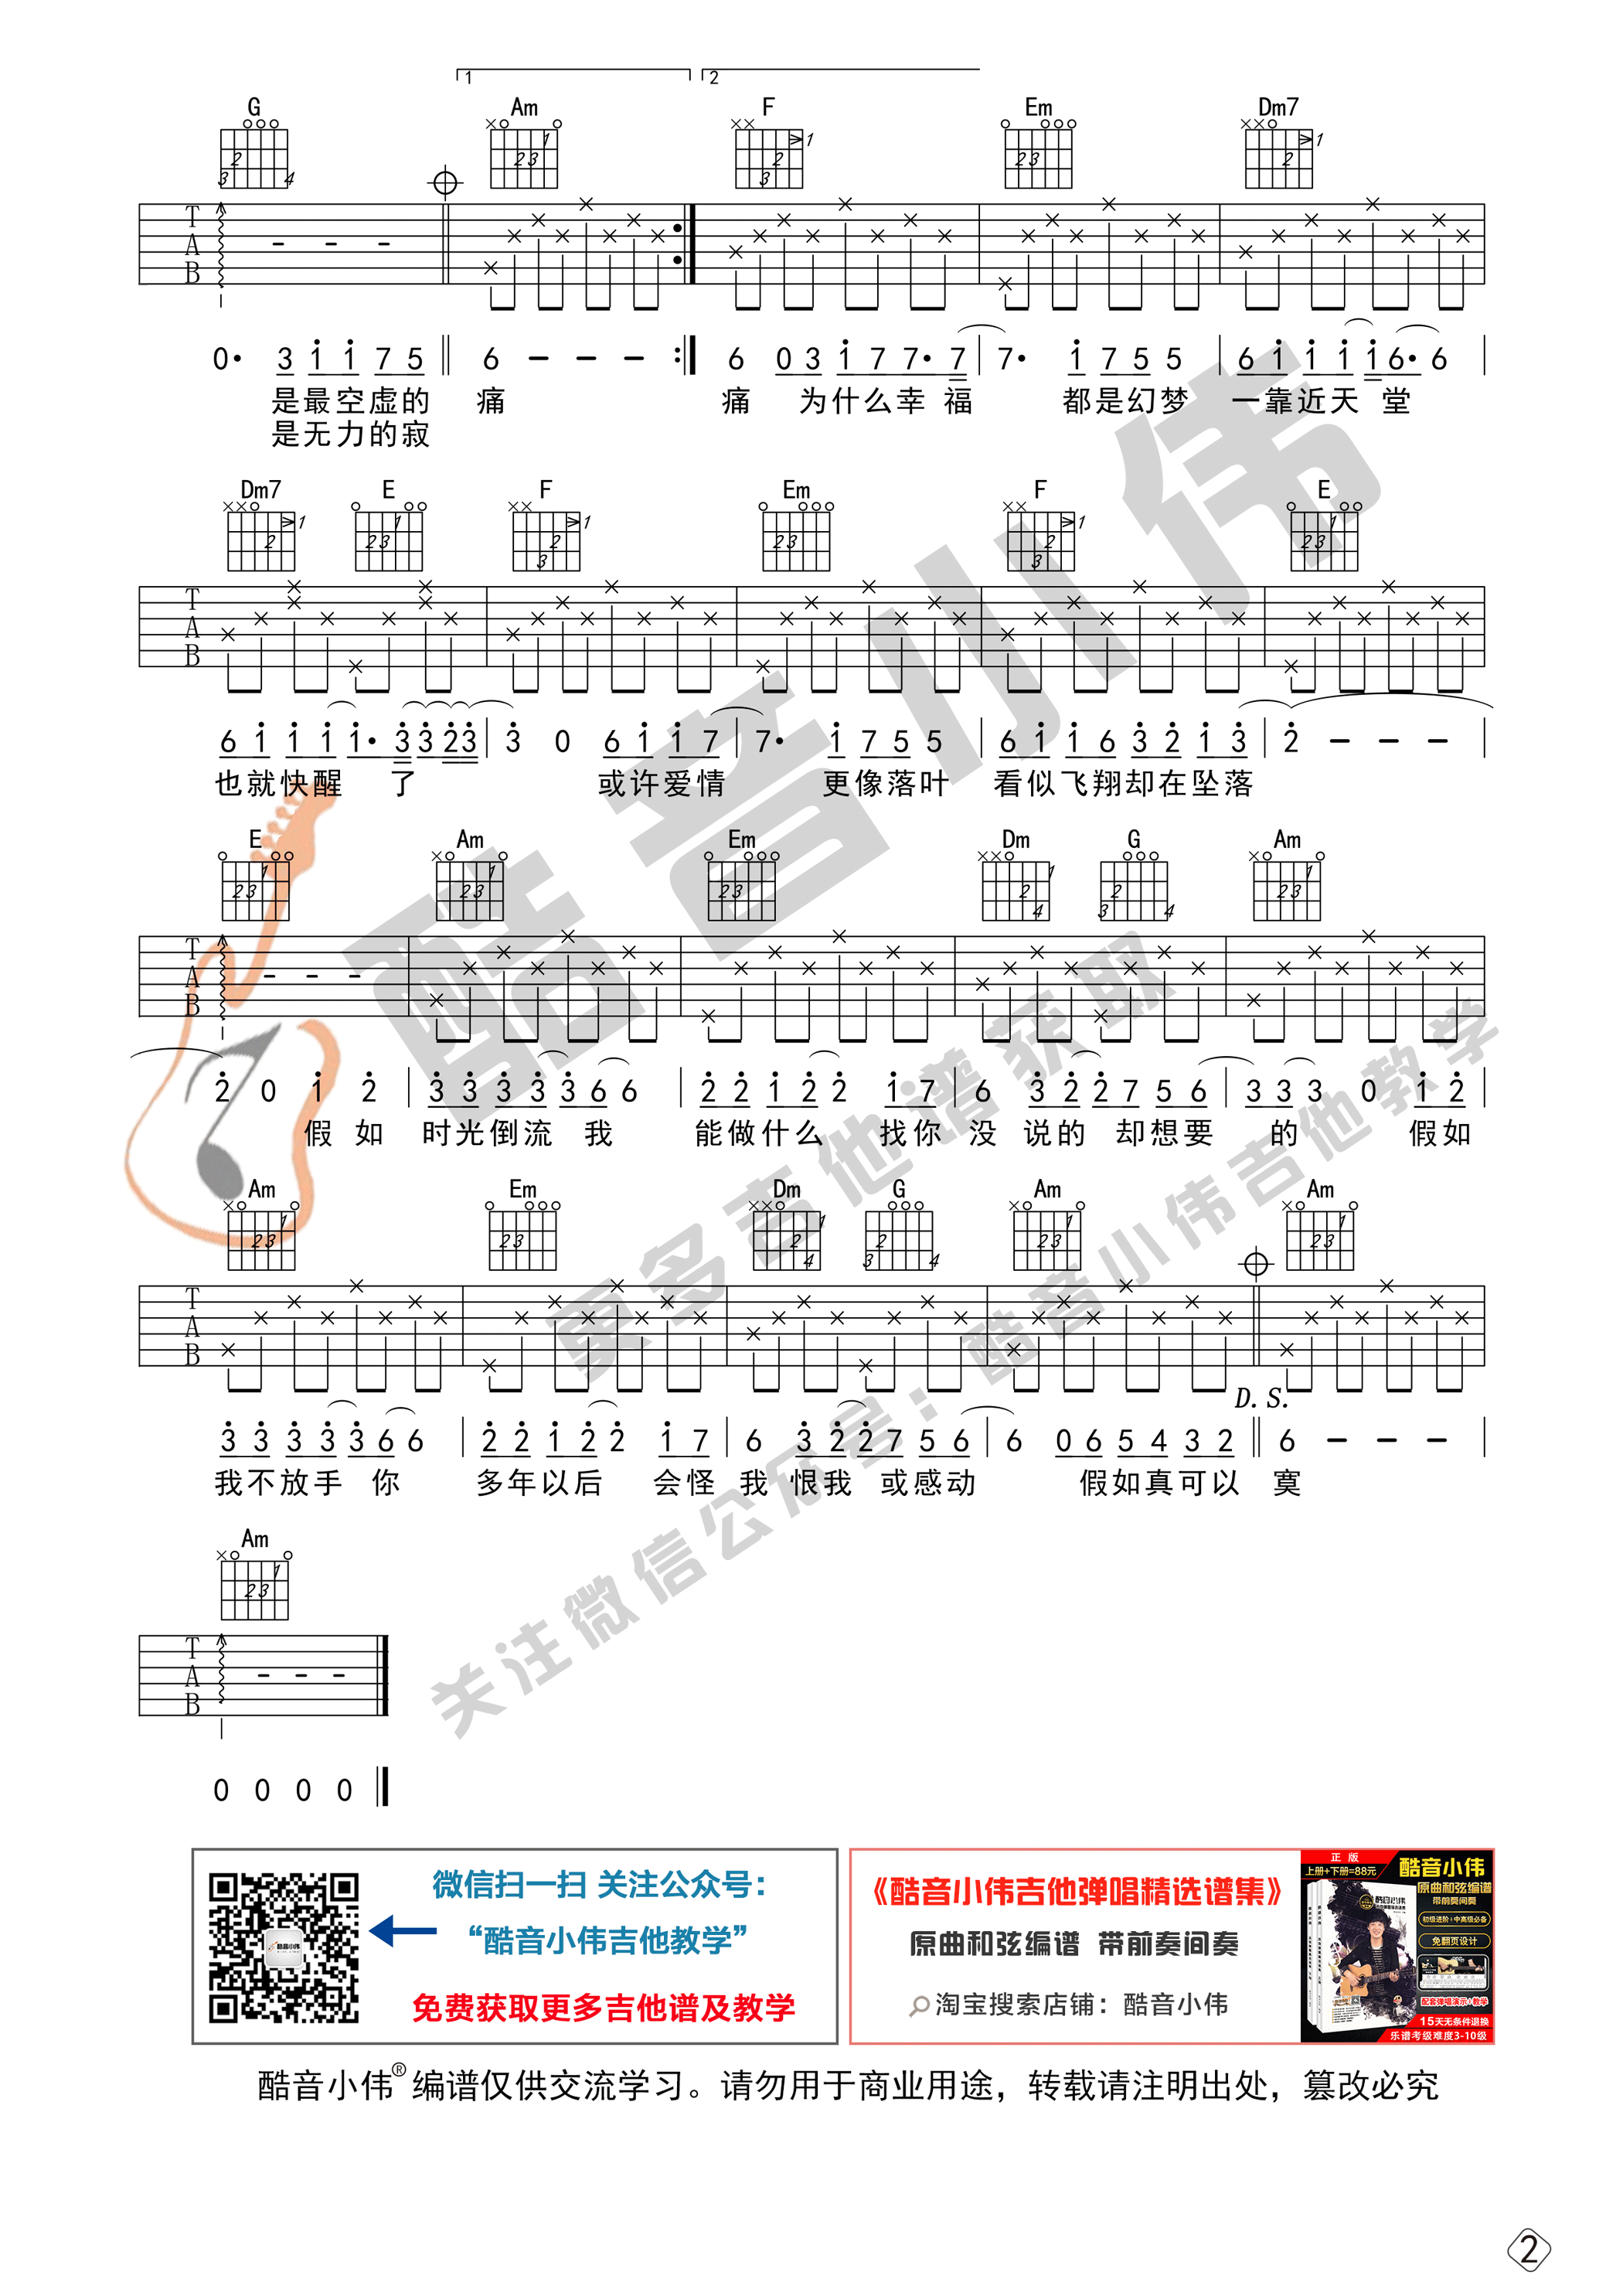 1 2
G Am F Em Dm7
T A B
0· 3 1 1 7 5 6 - - - 6 0 3 1 7 7· 7 7· 1 7 5 5 6 1 1 1 1 6· 6
是最空虚的 痛 痛 为什么幸 福 都是幻梦 一靠近天 堂
是无力的寂
Dm7 E F Em F E
T A B
6 1 1 1 1· 3 3 2 3 3 0 6 1 1 7 7· 1 7 5 5 6 1 1 6 3 2 1 3 2 - - -
也就快醒 了 或许爱情 更像落叶 看似飞翔却在坠落
E Am Em Dm G Am
T A B
2 0 1 2 3 3 3 3 3 6 6 2 2 1 2 2 1 7 6 3 2 2 7 5 6 3 3 3 0 1 2
假 如 时光倒流 我 能做什么 找你 没 说的 却想要 的 假如
Am Em Dm G Am Am
T A B
D. S.
3 3 3 3 3 6 6 2 2 1 2 2 1 7 6 3 2 2 7 5 6 6 0 6 5 4 3 2 6 - - -
我不放手 你 多年以后 会怪 我 恨我 或感动 假如真可以 寞
Am
T A B
0 0 0 0
酷音小伟
更多吉他谱获取
关注微信公众号：酷音小伟吉他教学
微信扫一扫 关注公众号：
“酷音小伟吉他教学”
免费获取更多吉他谱及教学
酷音小伟
《酷音小伟吉他弹唱精选谱集》
原曲和弦编谱 带前奏间奏
淘宝搜索店铺：酷音小伟
正版
上册+下册=88元
酷音小伟
原曲和弦编谱
带前奏间奏
初级进阶+中高级必备
免翻页设计
配套弹唱演示+教学
15天无条件退换
乐谱考级难度3-10级
酷音小伟® 编谱仅供交流学习。请勿用于商业用途，转载请注明出处，篡改必究
2